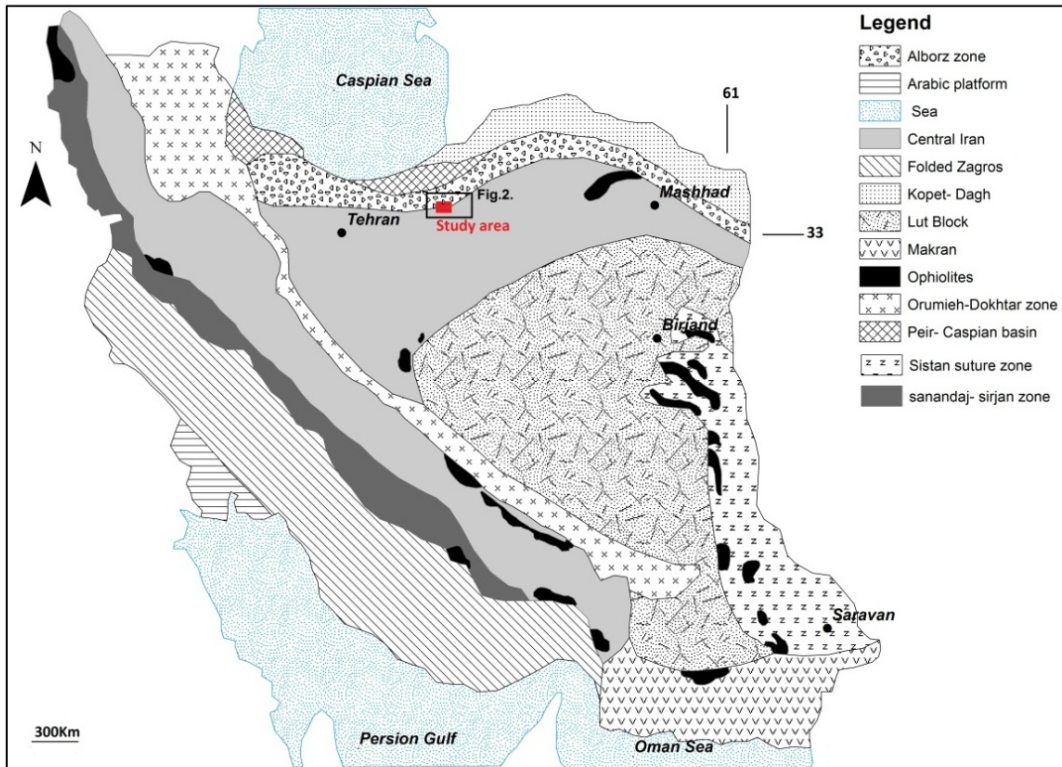 Legend
Alborz zone
Arabic platform
Sea
Central Iran
Folded Zagros
Kopet- Dagh
Lut Block
Makran
Ophiolites
Orumieh-Dokhtar zone
Peir- Caspian basin
Sistan suture zone
sanandaj- sirjan zone
Caspian Sea
61
N
Mashhad
Fig.2.
Tehran
Study area
33
Birjand
Saravan
300Km
Persion Gulf
Oman Sea